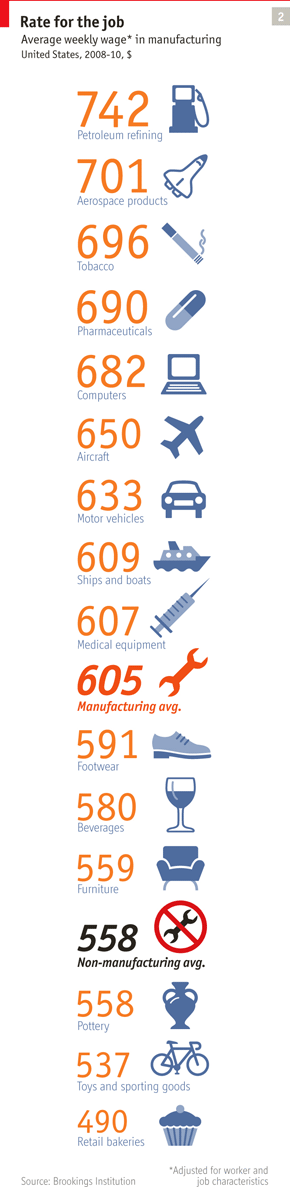 2
Rate for the job
Average weekly wage* in manufacturing
United States, 2008-10, $
742
Petroleum refining
701
Aerospace products
696
Tobacco
690
Pharmaceuticals
682
Computers
650
Aircraft
633
Motor vehicles
609
Ships and boats
607
Medical equipment
605
Manufacturing avg.
591
Footwear
580
Beverages
559
Furniture
558
Non-manufacturing avg.
558
Pottery
537
Toys and sporting goods
490
Retail bakeries
*Adjusted for worker and
job characteristics
Source: Brookings Institution